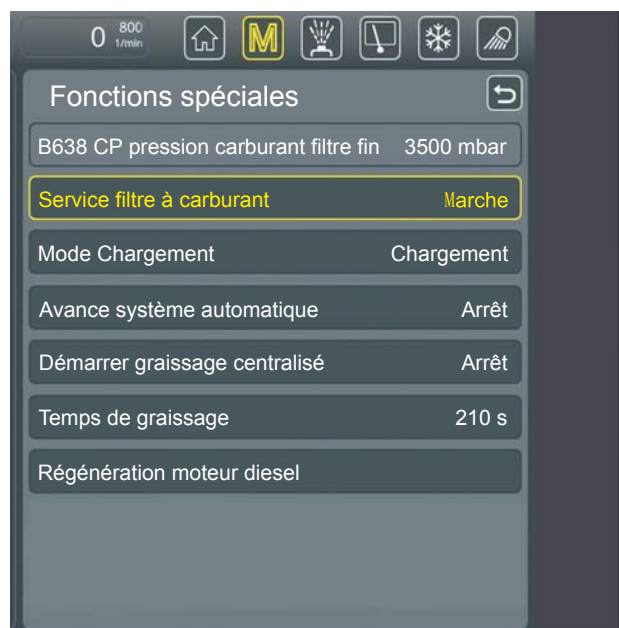 0 800
1/min
M
Fonctions spéciales
B638 CP pression carburant filtre fin 3500 mbar
Service filtre à carburant Marche
Mode Chargement Chargement
Avance système automatique Arrêt
Démarrer graissage centralisé Arrêt
Temps de graissage 210 s
Régénération moteur diesel